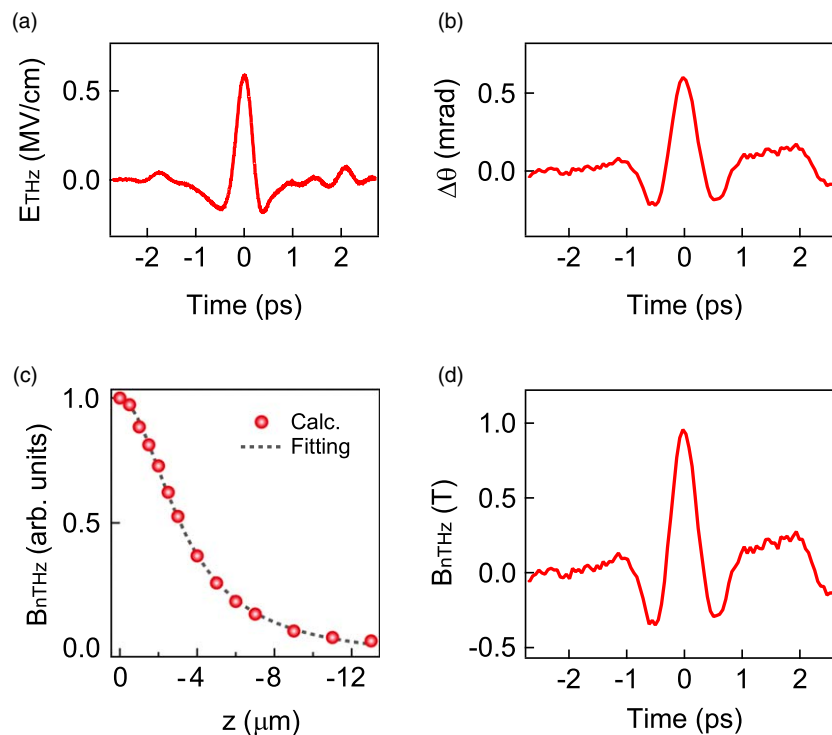 (a)
E_THz (MV/cm)
0.5
0.0
-2 -1 0 1 2
Time (ps)
(b)
Δθ (mrad)
0.5
0.0
-2 -1 0 1 2
Time (ps)
(c)
BnTHz (arb. units)
1.0
0.5
0.0
Calc.
Fitting
0 -4 -8 -12
z (μm)
(d)
BnTHz (T)
1.0
0.5
0.0
-0.5
-2 -1 0 1 2
Time (ps)